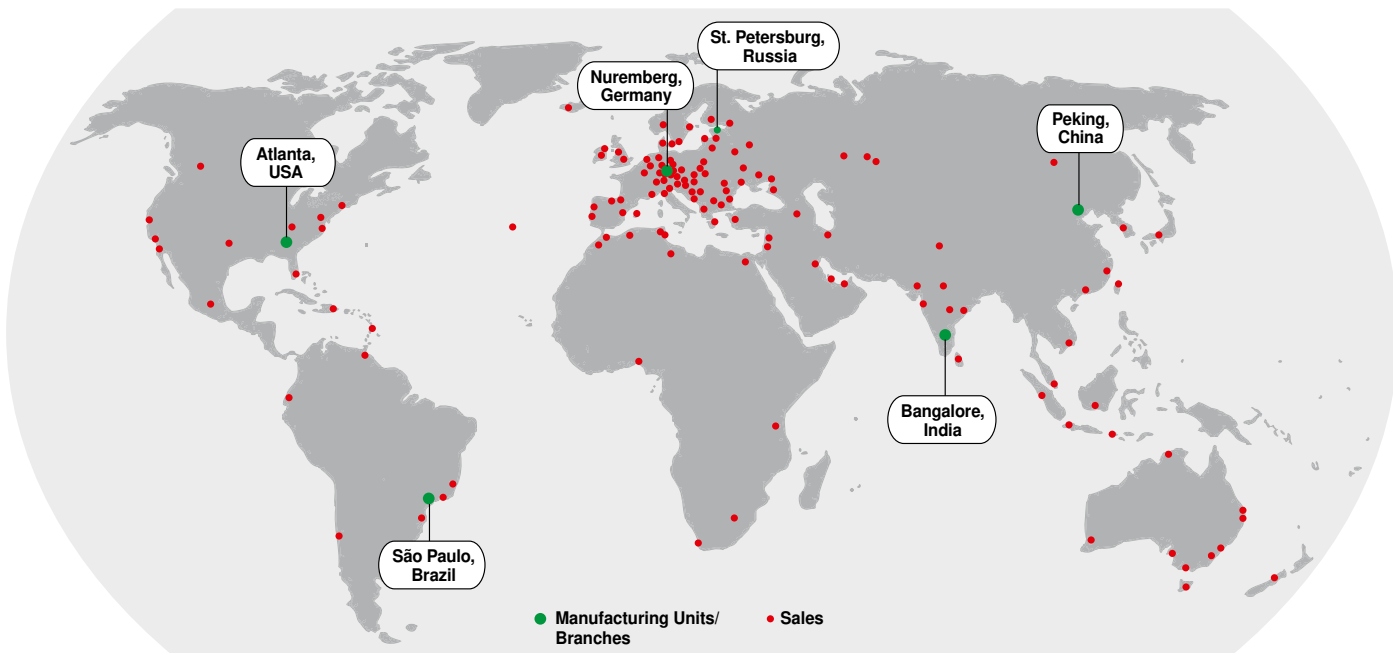 St. Petersburg,
Russia
Nuremberg,
Germany
Peking,
China
Atlanta,
USA
Bangalore,
India
São Paulo,
Brazil
Manufacturing Units/
Branches
Sales